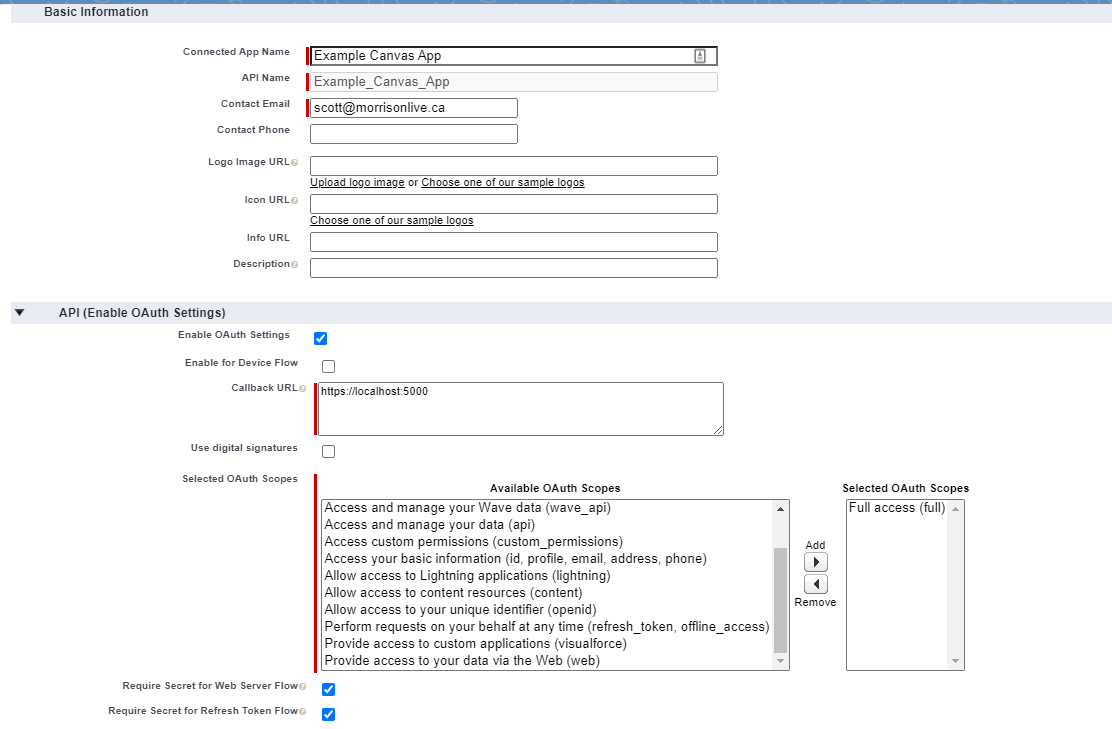 Basic Information
Connected App Name Example Canvas App
API Name Example_Canvas_App
Contact Email scott@morrisonlive.ca
Contact Phone
Logo Image URL
Upload logo image or Choose one of our sample logos
Icon URL
Choose one of our sample logos
Info URL
Description
API (Enable OAuth Settings)
Enable OAuth Settings
Enable for Device Flow
Callback URL https://localhost:5000
Use digital signatures
Selected OAuth Scopes
Available OAuth Scopes Selected OAuth Scopes
Access and manage your Wave data (wave_api) Full access (full)
Access and manage your data (api)
Access custom permissions (custom_permissions)
Access your basic information (id, profile, email, address, phone)
Allow access to Lightning applications (lightning)
Allow access to content resources (content)
Allow access to your unique identifier (openid)
Perform requests on your behalf at any time (refresh_token, offline_access)
Provide access to custom applications (visualforce)
Provide access to your data via the Web (web)
Add
Remove
Require Secret for Web Server Flow
Require Secret for Refresh Token Flow